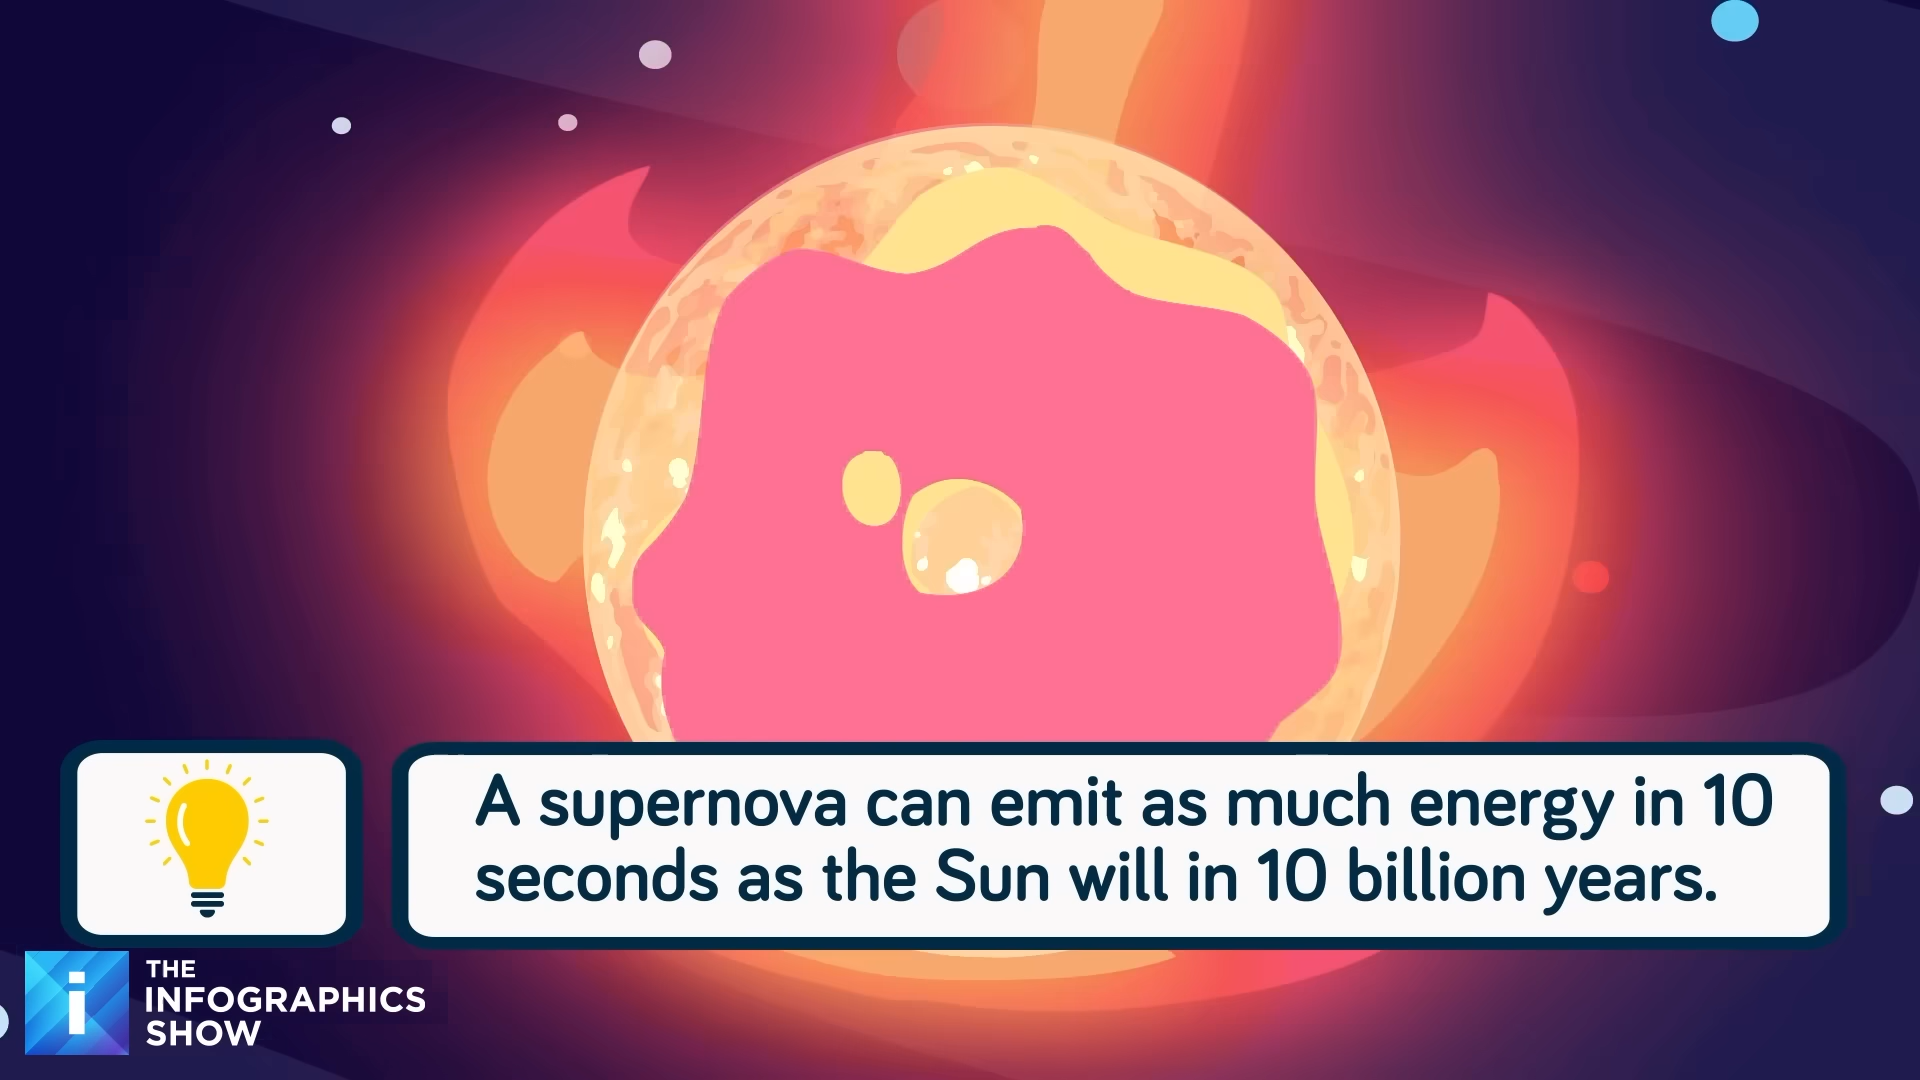 A supernova can emit as much energy in 10
seconds as the Sun will in 10 billion years.
i
THE
INFOGRAPHICS
SHOW